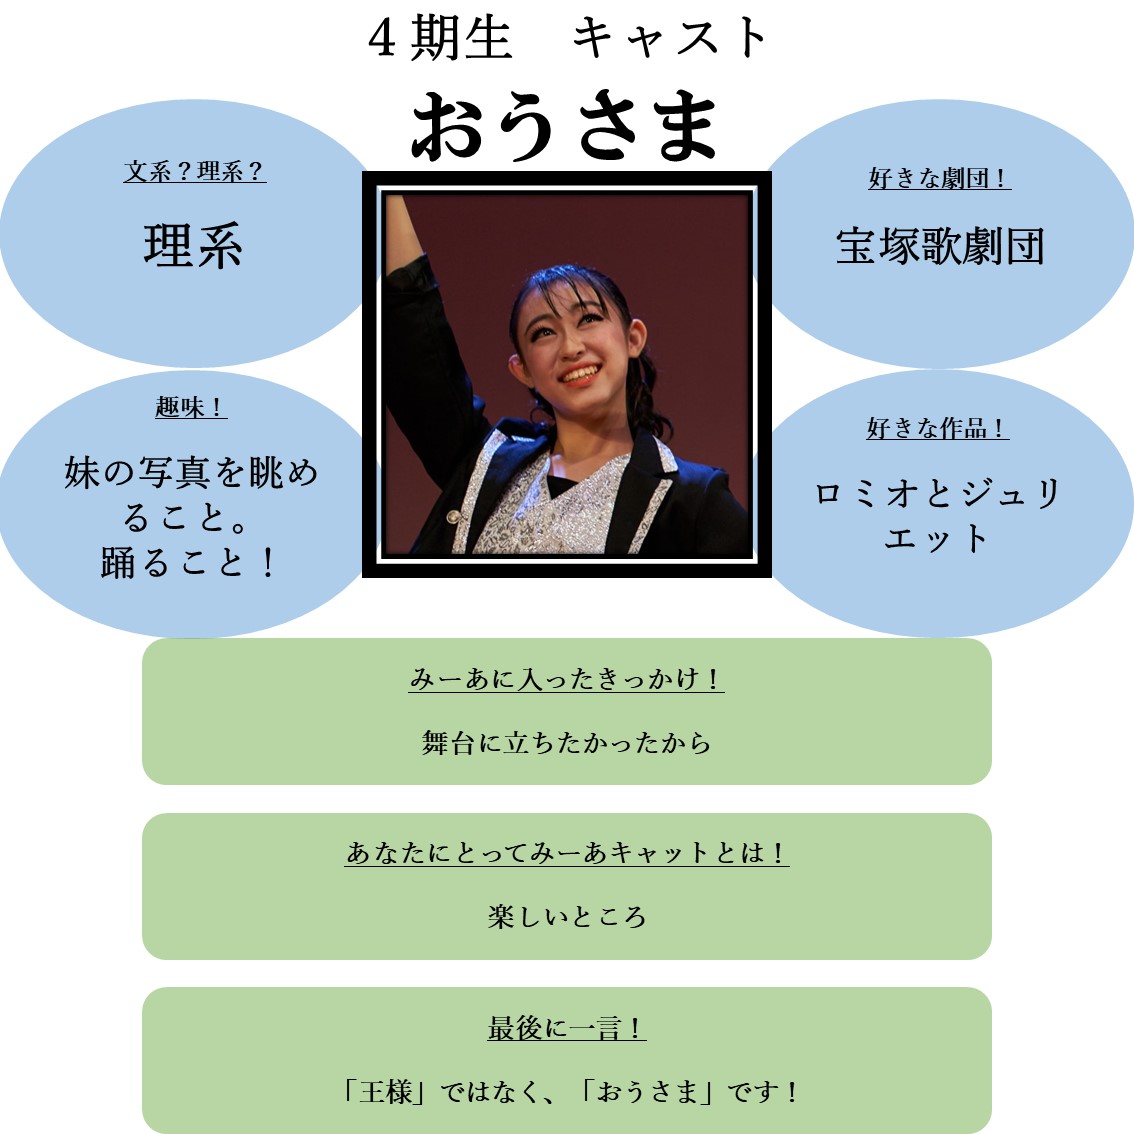 ４期生　キャスト
おうさま
文系？理系？
理系
好きな劇団！
宝塚歌劇団
趣味！
妹の写真を眺め
ること。
踊ること！
好きな作品！
ロミオとジュリ
エット
みーあに入ったきっかけ！
舞台に立ちたかったから
あなたにとってみーあキャットとは！
楽しいところ
最後に一言！
「王様」ではなく、「おうさま」です！